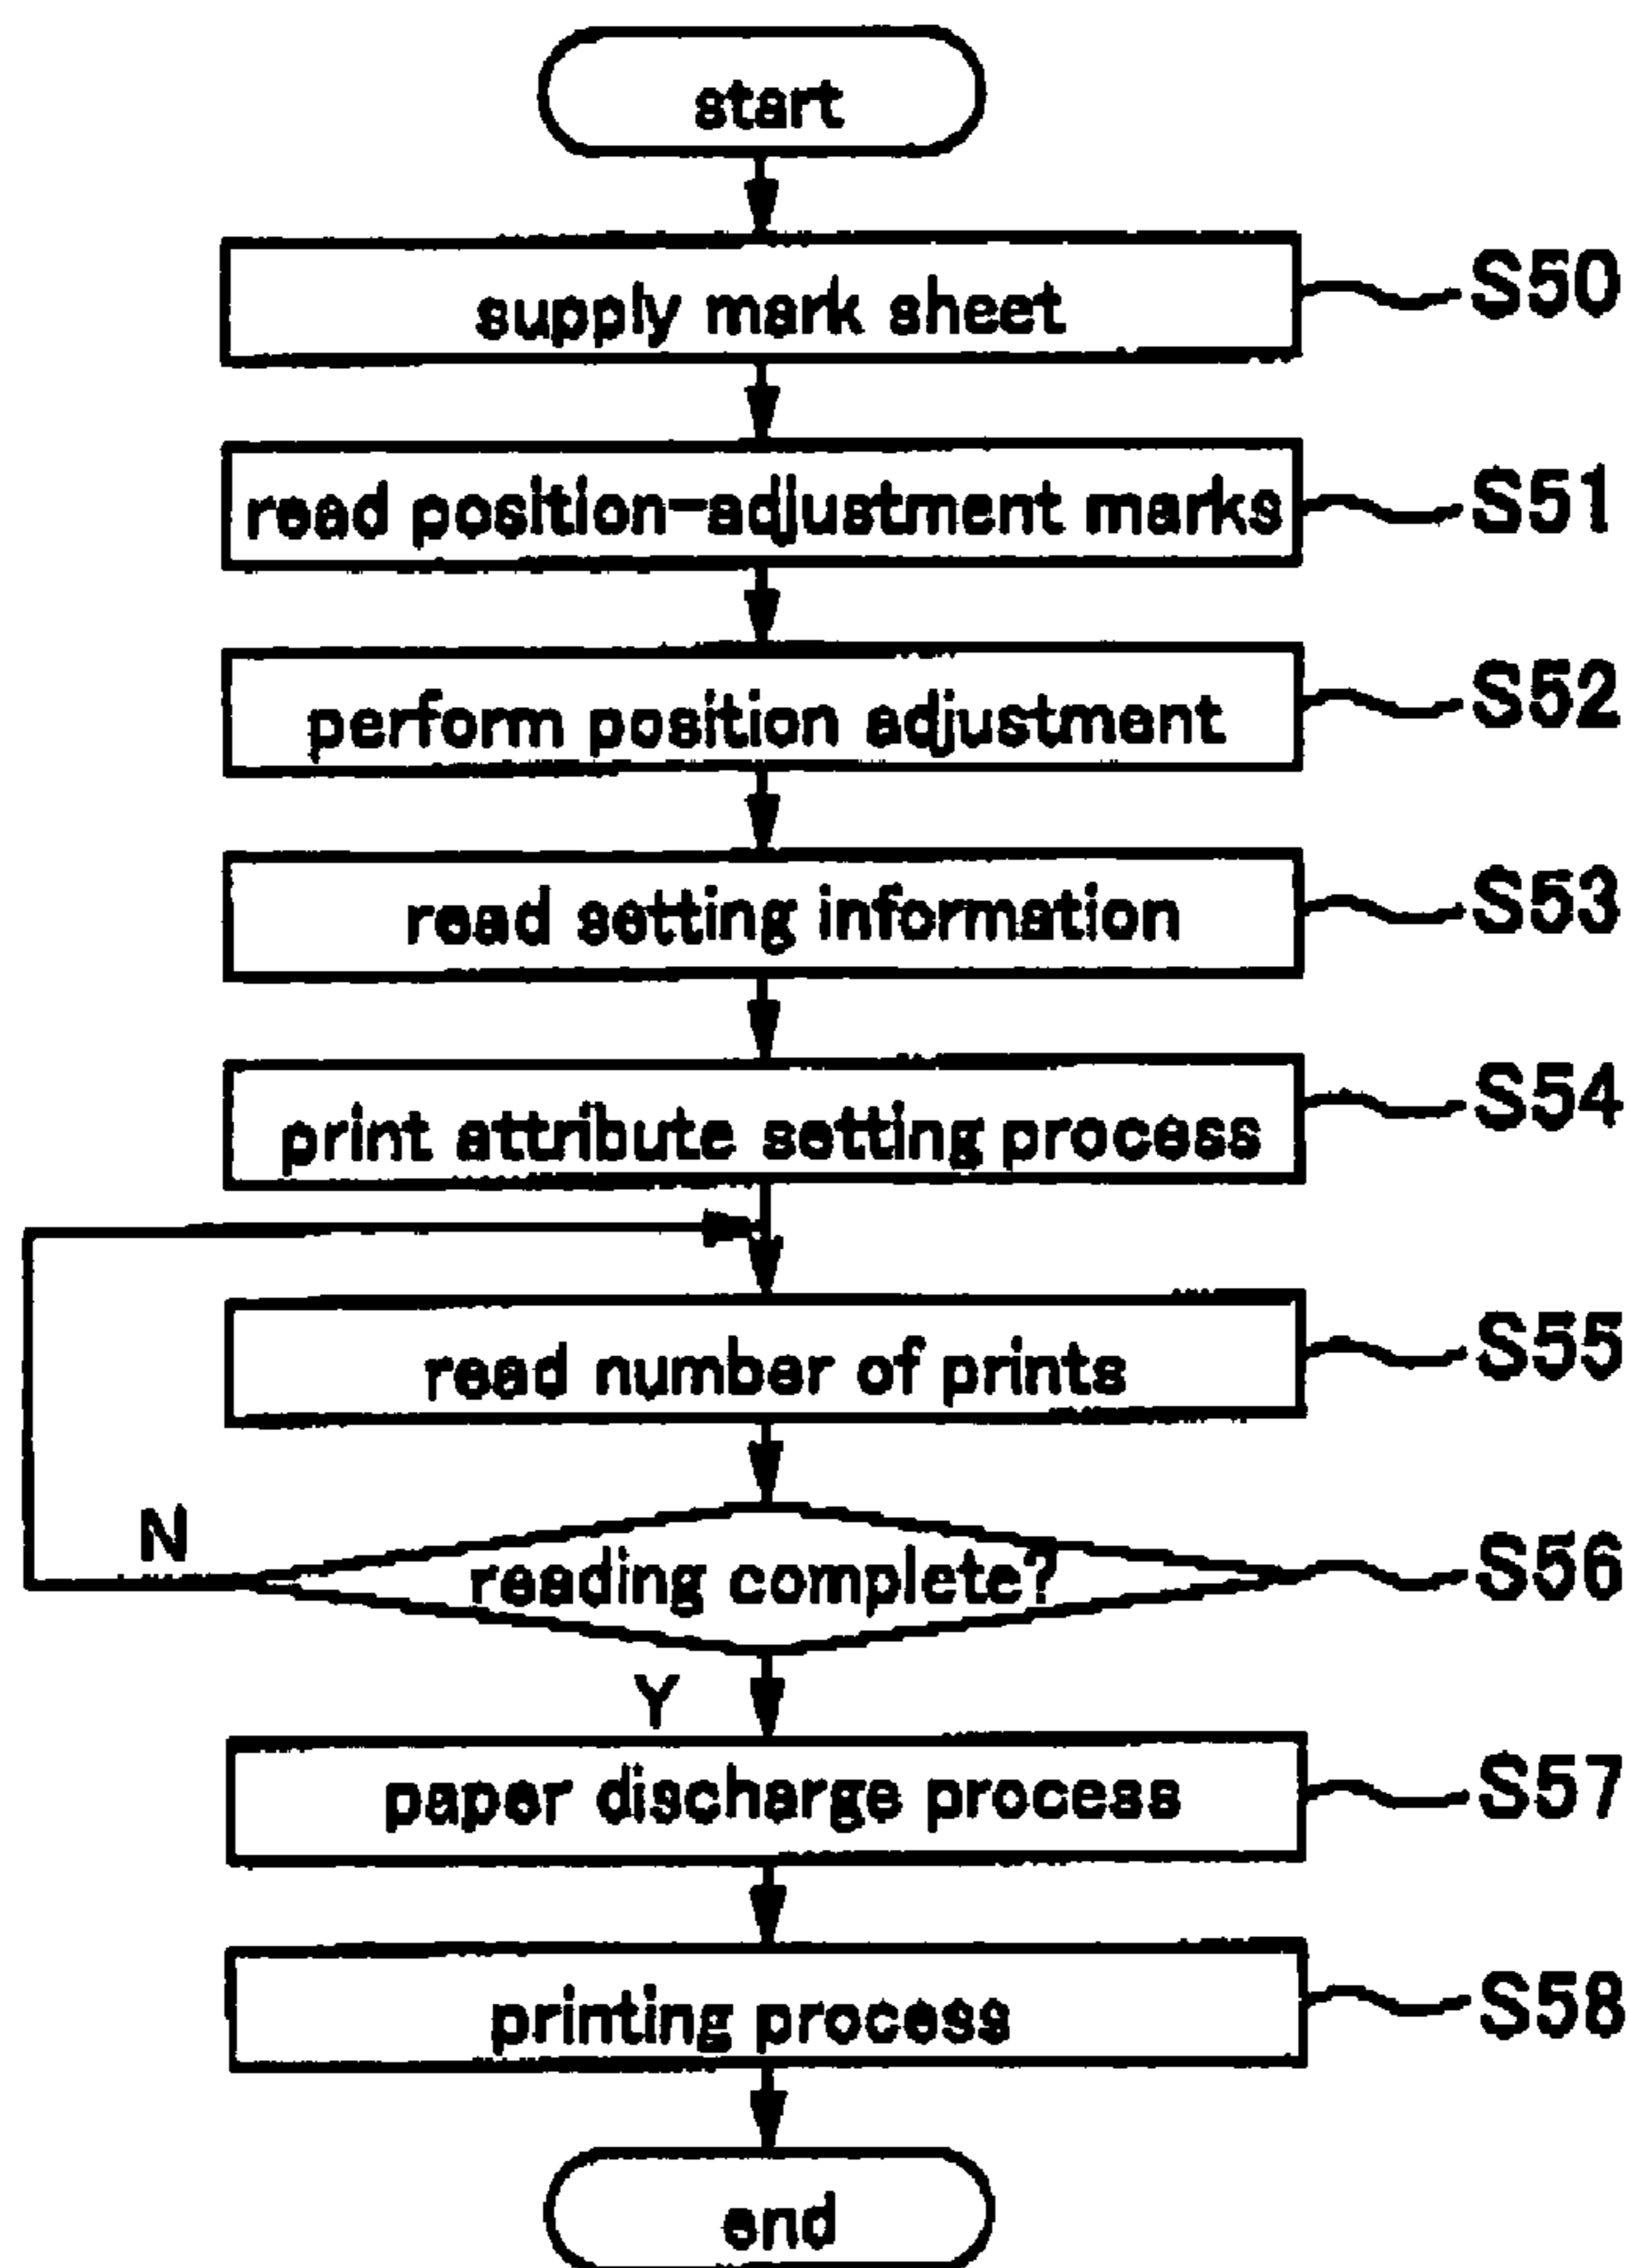 start
supply mark sheet S50
read position-adjustment marks S51
perform position adjustment S52
read setting information S53
print attribute setting process S54
read number of prints S55
N
reading complete? S56
Y
paper discharge process S57
printing process S58
end